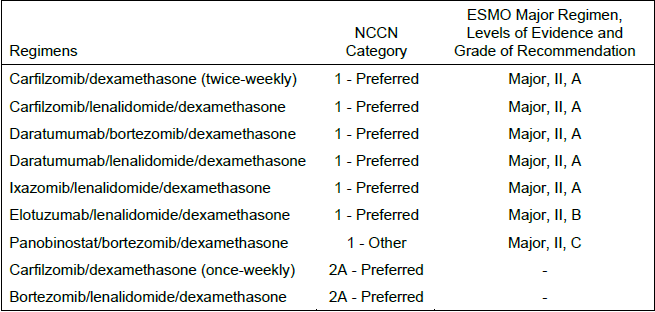 Regimens NCCN Category ESMO Major Regimen, Levels of Evidence and Grade of Recommendation
Carfilzomib/dexamethasone (twice-weekly) 1 - Preferred Major, II, A
Carfilzomib/lenalidomide/dexamethasone 1 - Preferred Major, II, A
Daratumumab/bortezomib/dexamethasone 1 - Preferred Major, II, A
Daratumumab/lenalidomide/dexamethasone 1 - Preferred Major, II, A
Ixazomib/lenalidomide/dexamethasone 1 - Preferred Major, II, A
Elotuzumab/lenalidomide/dexamethasone 1 - Preferred Major, II, B
Panobinostat/bortezomib/dexamethasone 1 - Other Major, II, C
Carfilzomib/dexamethasone (once-weekly) 2A - Preferred -
Bortezomib/lenalidomide/dexamethasone 2A - Preferred -